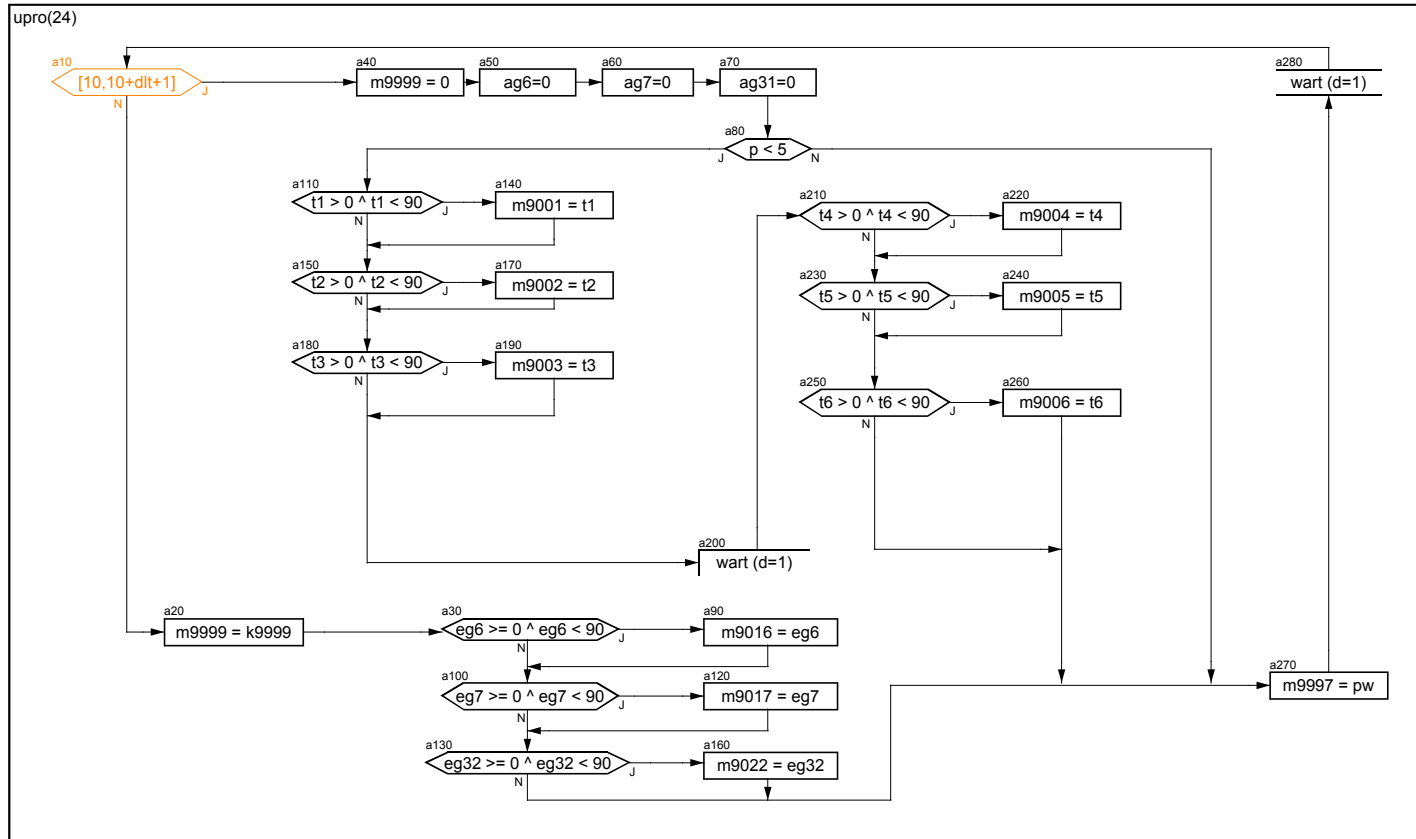 upro(24)
a10
[10,10+dlt+1]
J
N
a40
m9999 = 0
a50
ag6=0
a60
ag7=0
a70
ag31=0
a280
wart (d=1)
a80
p < 5
J
N
a110
t1 > 0 ^ t1 < 90
J
N
a140
m9001 = t1
a150
t2 > 0 ^ t2 < 90
J
N
a170
m9002 = t2
a180
t3 > 0 ^ t3 < 90
J
N
a190
m9003 = t3
a200
wart (d=1)
a210
t4 > 0 ^ t4 < 90
J
N
a220
m9004 = t4
a230
t5 > 0 ^ t5 < 90
J
N
a240
m9005 = t5
a250
t6 > 0 ^ t6 < 90
J
N
a260
m9006 = t6
a20
m9999 = k9999
a30
eg6 >= 0 ^ eg6 < 90
J
N
a90
m9016 = eg6
a100
eg7 >= 0 ^ eg7 < 90
J
N
a120
m9017 = eg7
a130
eg32 >= 0 ^ eg32 < 90
J
N
a160
m9022 = eg32
a270
m9997 = pw